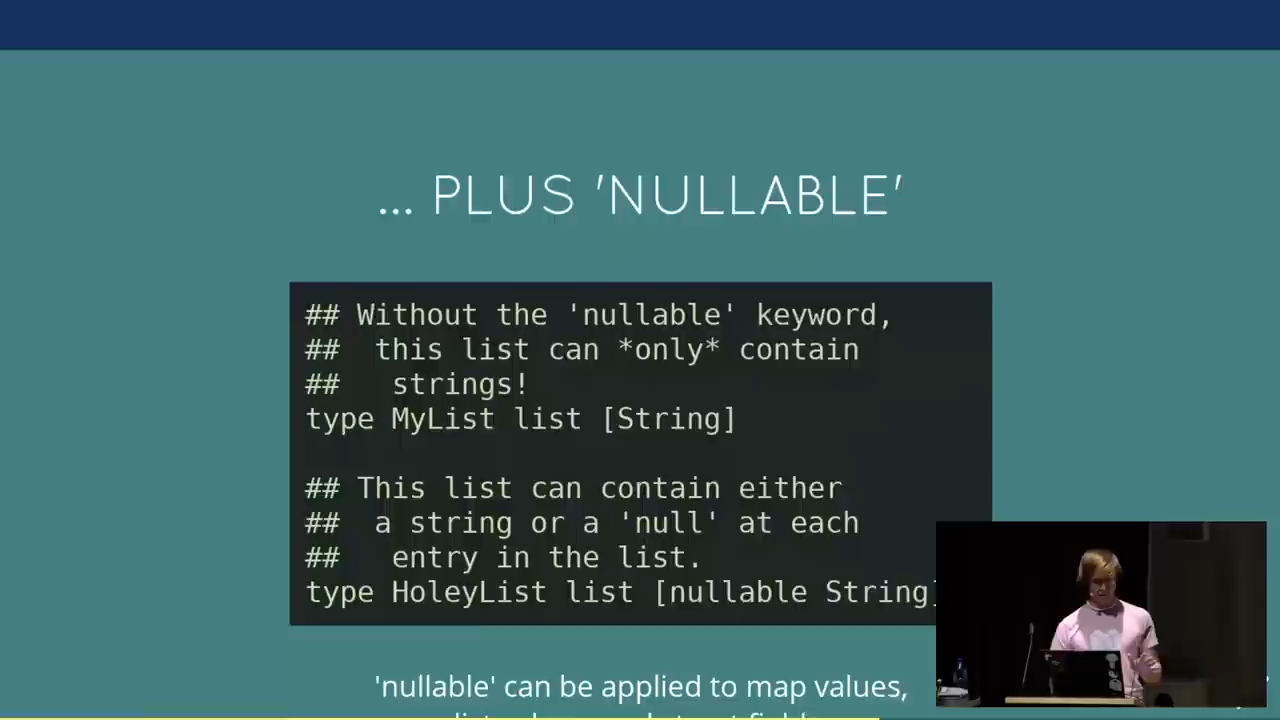 ... PLUS 'NULLABLE'
## Without the 'nullable' keyword,
##  this list can *only* contain
##   strings!
type MyList list [String]
## This list can contain either
##  a string or a 'null' at each
##   entry in the list.
type HoleyList list [nullable String]
'nullable' can be applied to map values,